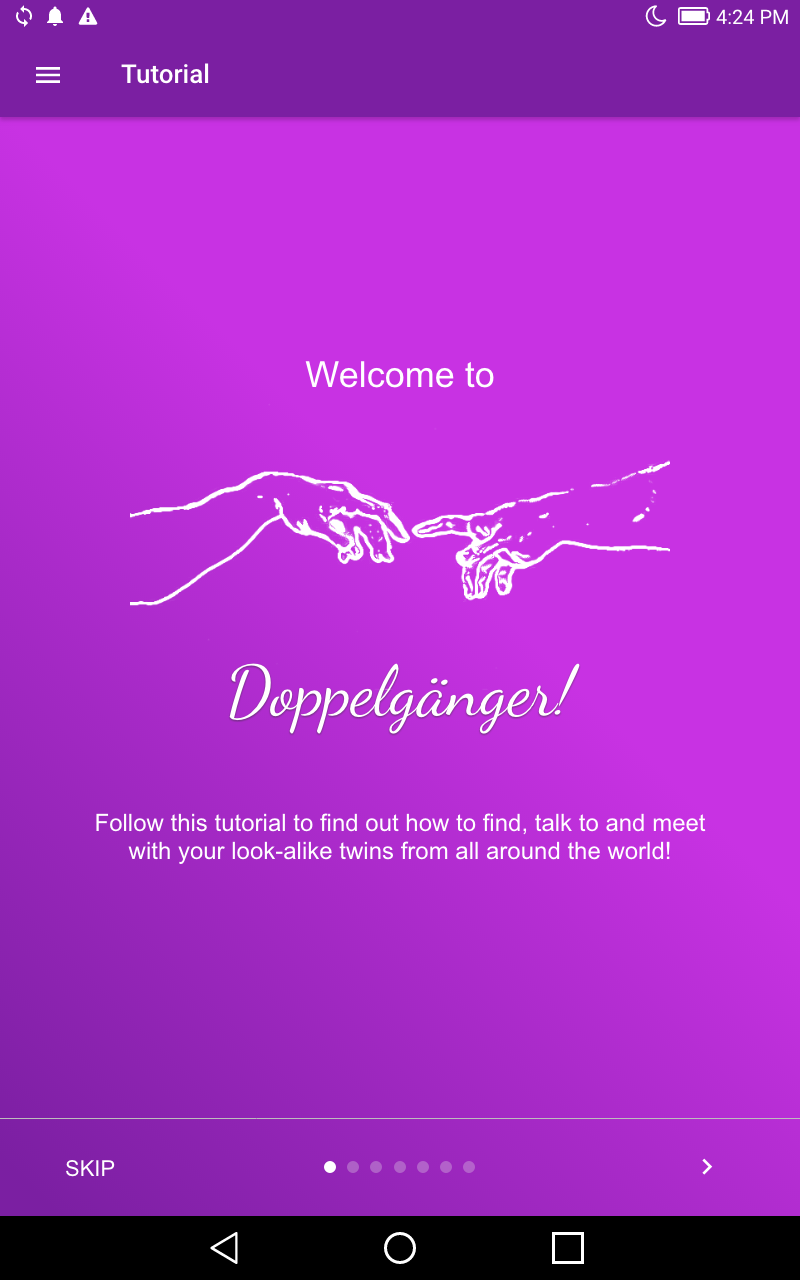 4:24 PM
Tutorial
Welcome to
Doppelgänger!
Follow this tutorial to find out how to find, talk to and meet
with your look-alike twins from all around the world!
SKIP